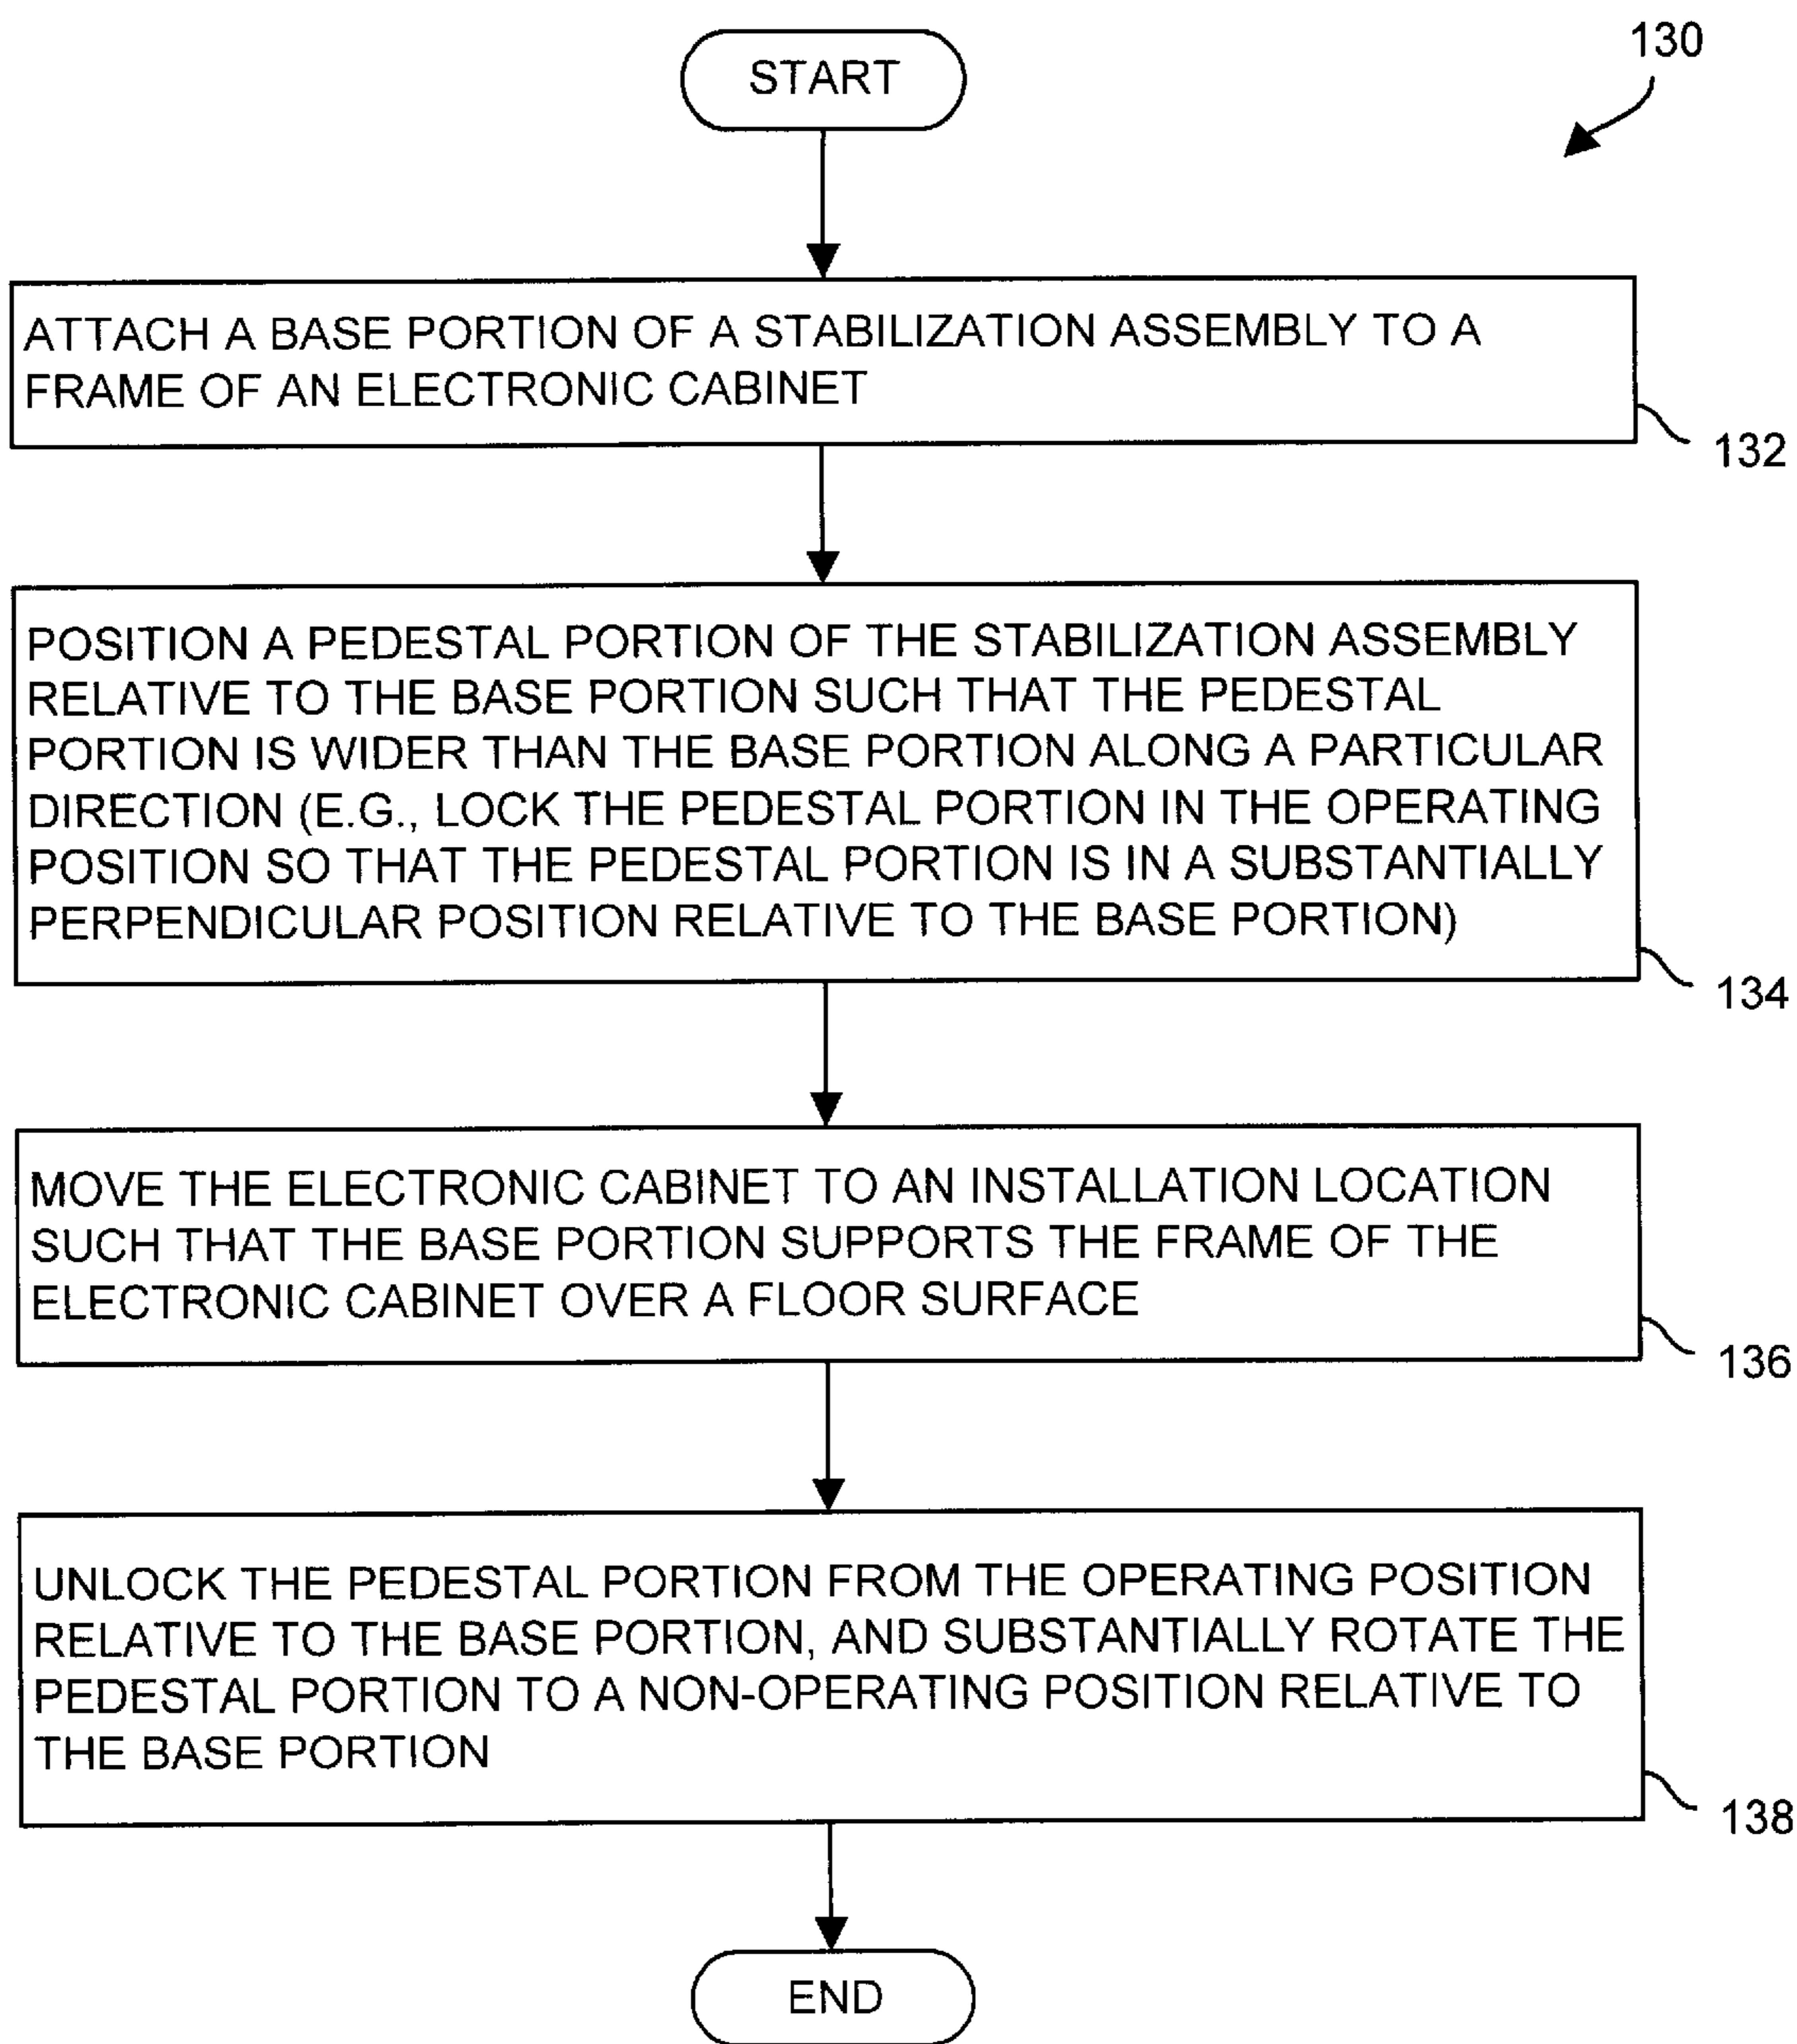 START
130
ATTACH A BASE PORTION OF A STABILIZATION ASSEMBLY TO A
FRAME OF AN ELECTRONIC CABINET
132
POSITION A PEDESTAL PORTION OF THE STABILIZATION ASSEMBLY
RELATIVE TO THE BASE PORTION SUCH THAT THE PEDESTAL
PORTION IS WIDER THAN THE BASE PORTION ALONG A PARTICULAR
DIRECTION (E.G., LOCK THE PEDESTAL PORTION IN THE OPERATING
POSITION SO THAT THE PEDESTAL PORTION IS IN A SUBSTANTIALLY
PERPENDICULAR POSITION RELATIVE TO THE BASE PORTION)
134
MOVE THE ELECTRONIC CABINET TO AN INSTALLATION LOCATION
SUCH THAT THE BASE PORTION SUPPORTS THE FRAME OF THE
ELECTRONIC CABINET OVER A FLOOR SURFACE
136
UNLOCK THE PEDESTAL PORTION FROM THE OPERATING POSITION
RELATIVE TO THE BASE PORTION, AND SUBSTANTIALLY ROTATE THE
PEDESTAL PORTION TO A NON-OPERATING POSITION RELATIVE TO
THE BASE PORTION
138
END